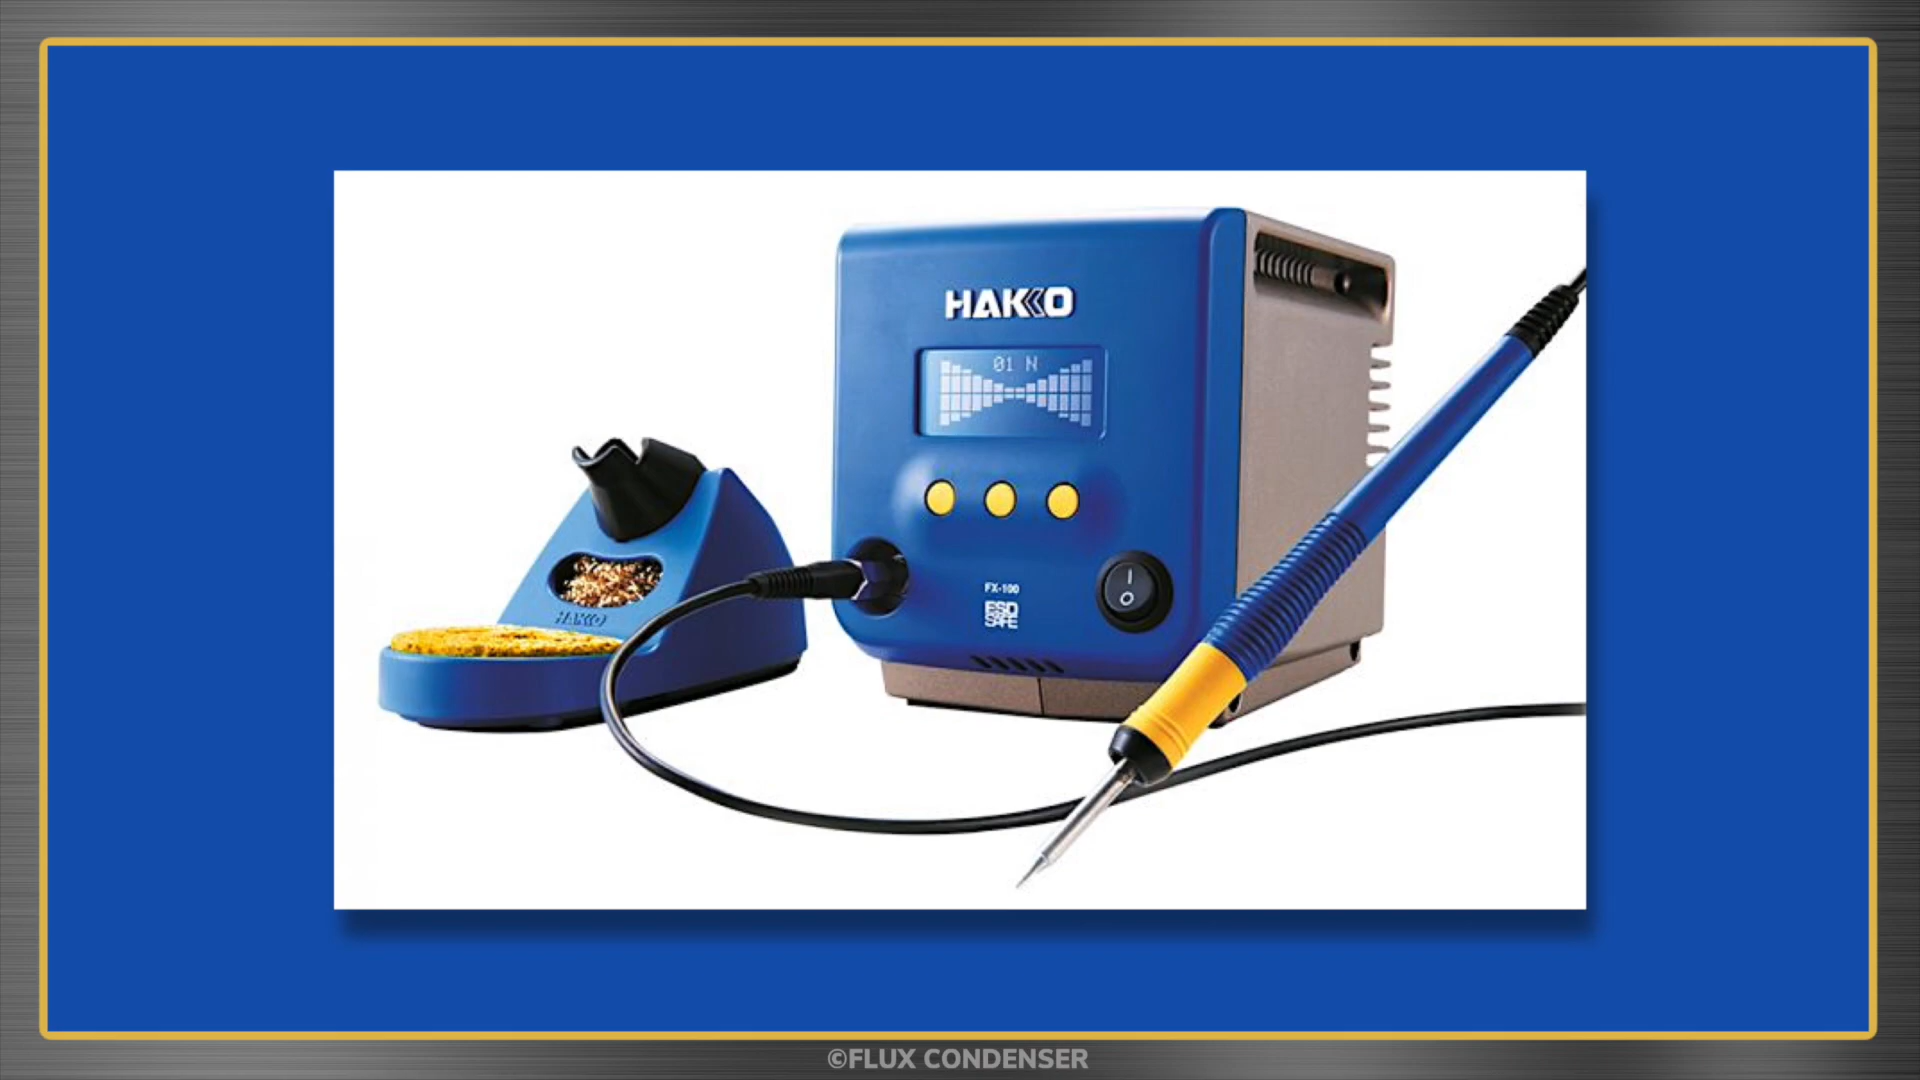 HAKKO
01 N
FX-100
ESD
SAFE
HAKKO
©FLUX CONDENSER